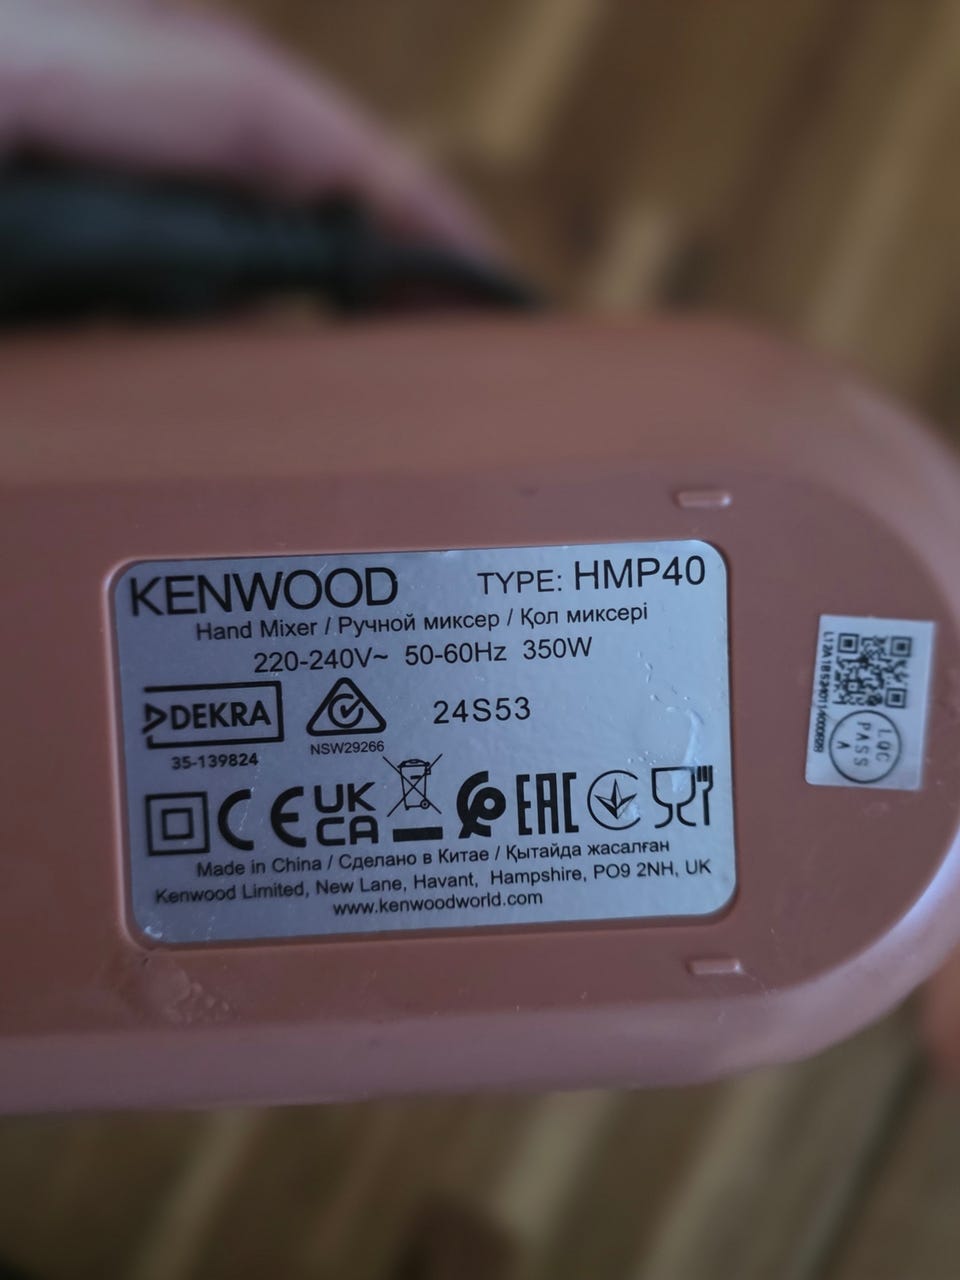 KENWOOD TYPE: HMP40
Hand Mixer / Ручной миксер / Қол миксері
220-240V~ 50-60Hz 350W
DEKRA
35-139824
NSW29266
24S53
CE UK CA EAC
Made in China / Сделано в Китае / Қытайда жасалған
Kenwood Limited, New Lane, Havant, Hampshire, PO9 2NH, UK
www.kenwoodworld.com
LQC
PASS
A